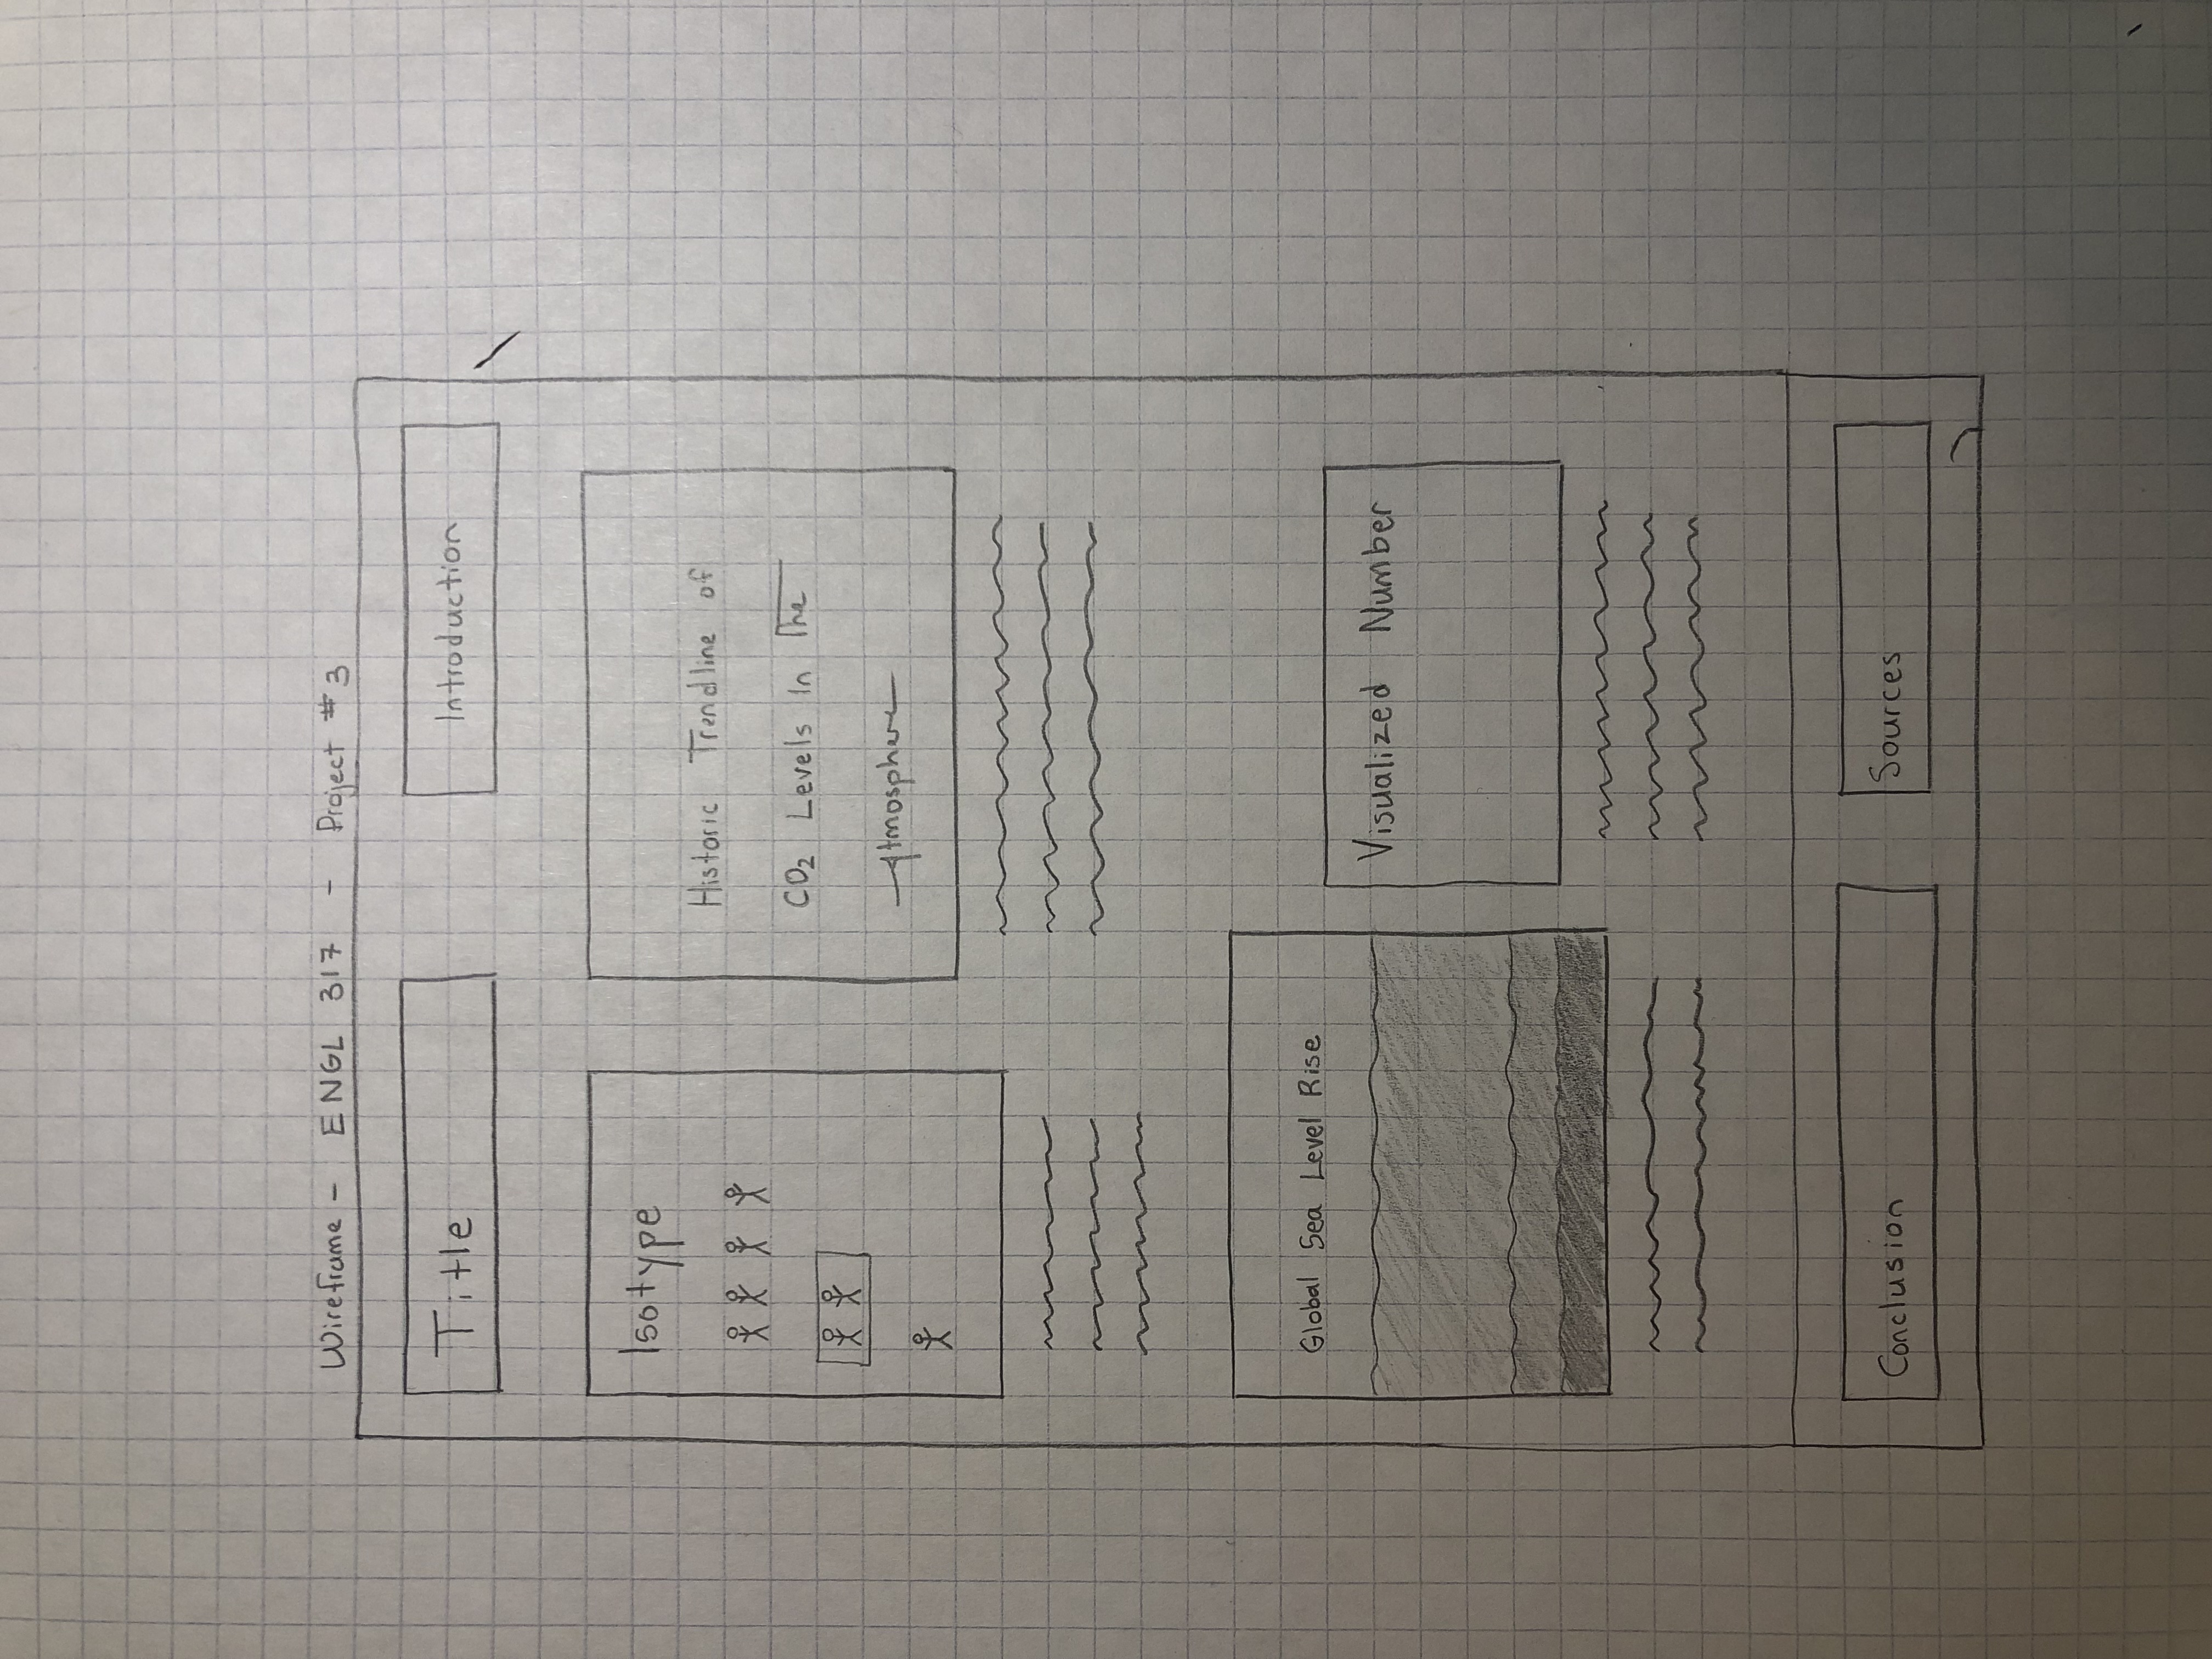 Wireframe - ENGL 317 - Project #3
Title
Introduction
Isotype
Historic Trendline of
CO₂ Levels In The
Atmosphere
Global Sea Level Rise
Visualized Number
Conclusion
Sources